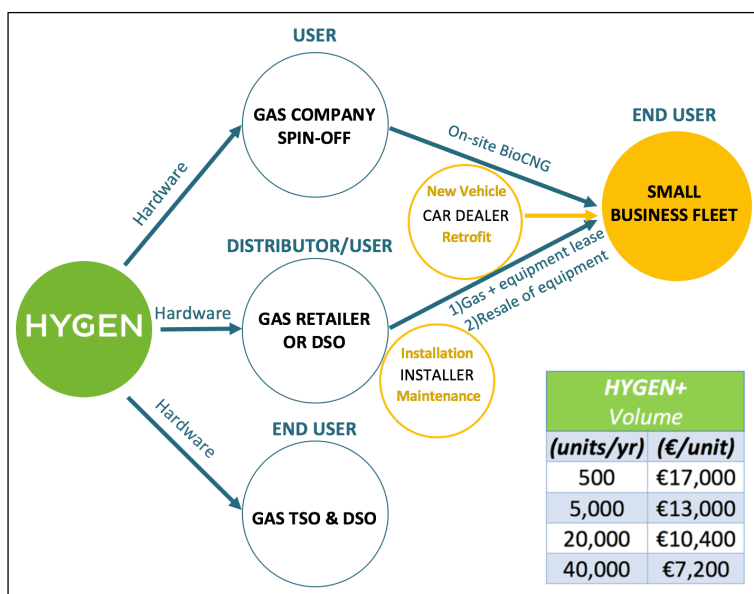 USER
GAS COMPANY
SPIN-OFF
Hardware
On-site BioCNG
END USER
SMALL
BUSINESS FLEET
New Vehicle
CAR DEALER
Retrofit
DISTRIBUTOR/USER
HYGEN
Hardware
GAS RETAILER
OR DSO
1)Gas + equipment lease
2)Resale of equipment
Installation
INSTALLER
Maintenance
Hardware
END USER
GAS TSO & DSO
HYGEN+
Volume
(units/yr) (€/unit)
500 €17,000
5,000 €13,000
20,000 €10,400
40,000 €7,200